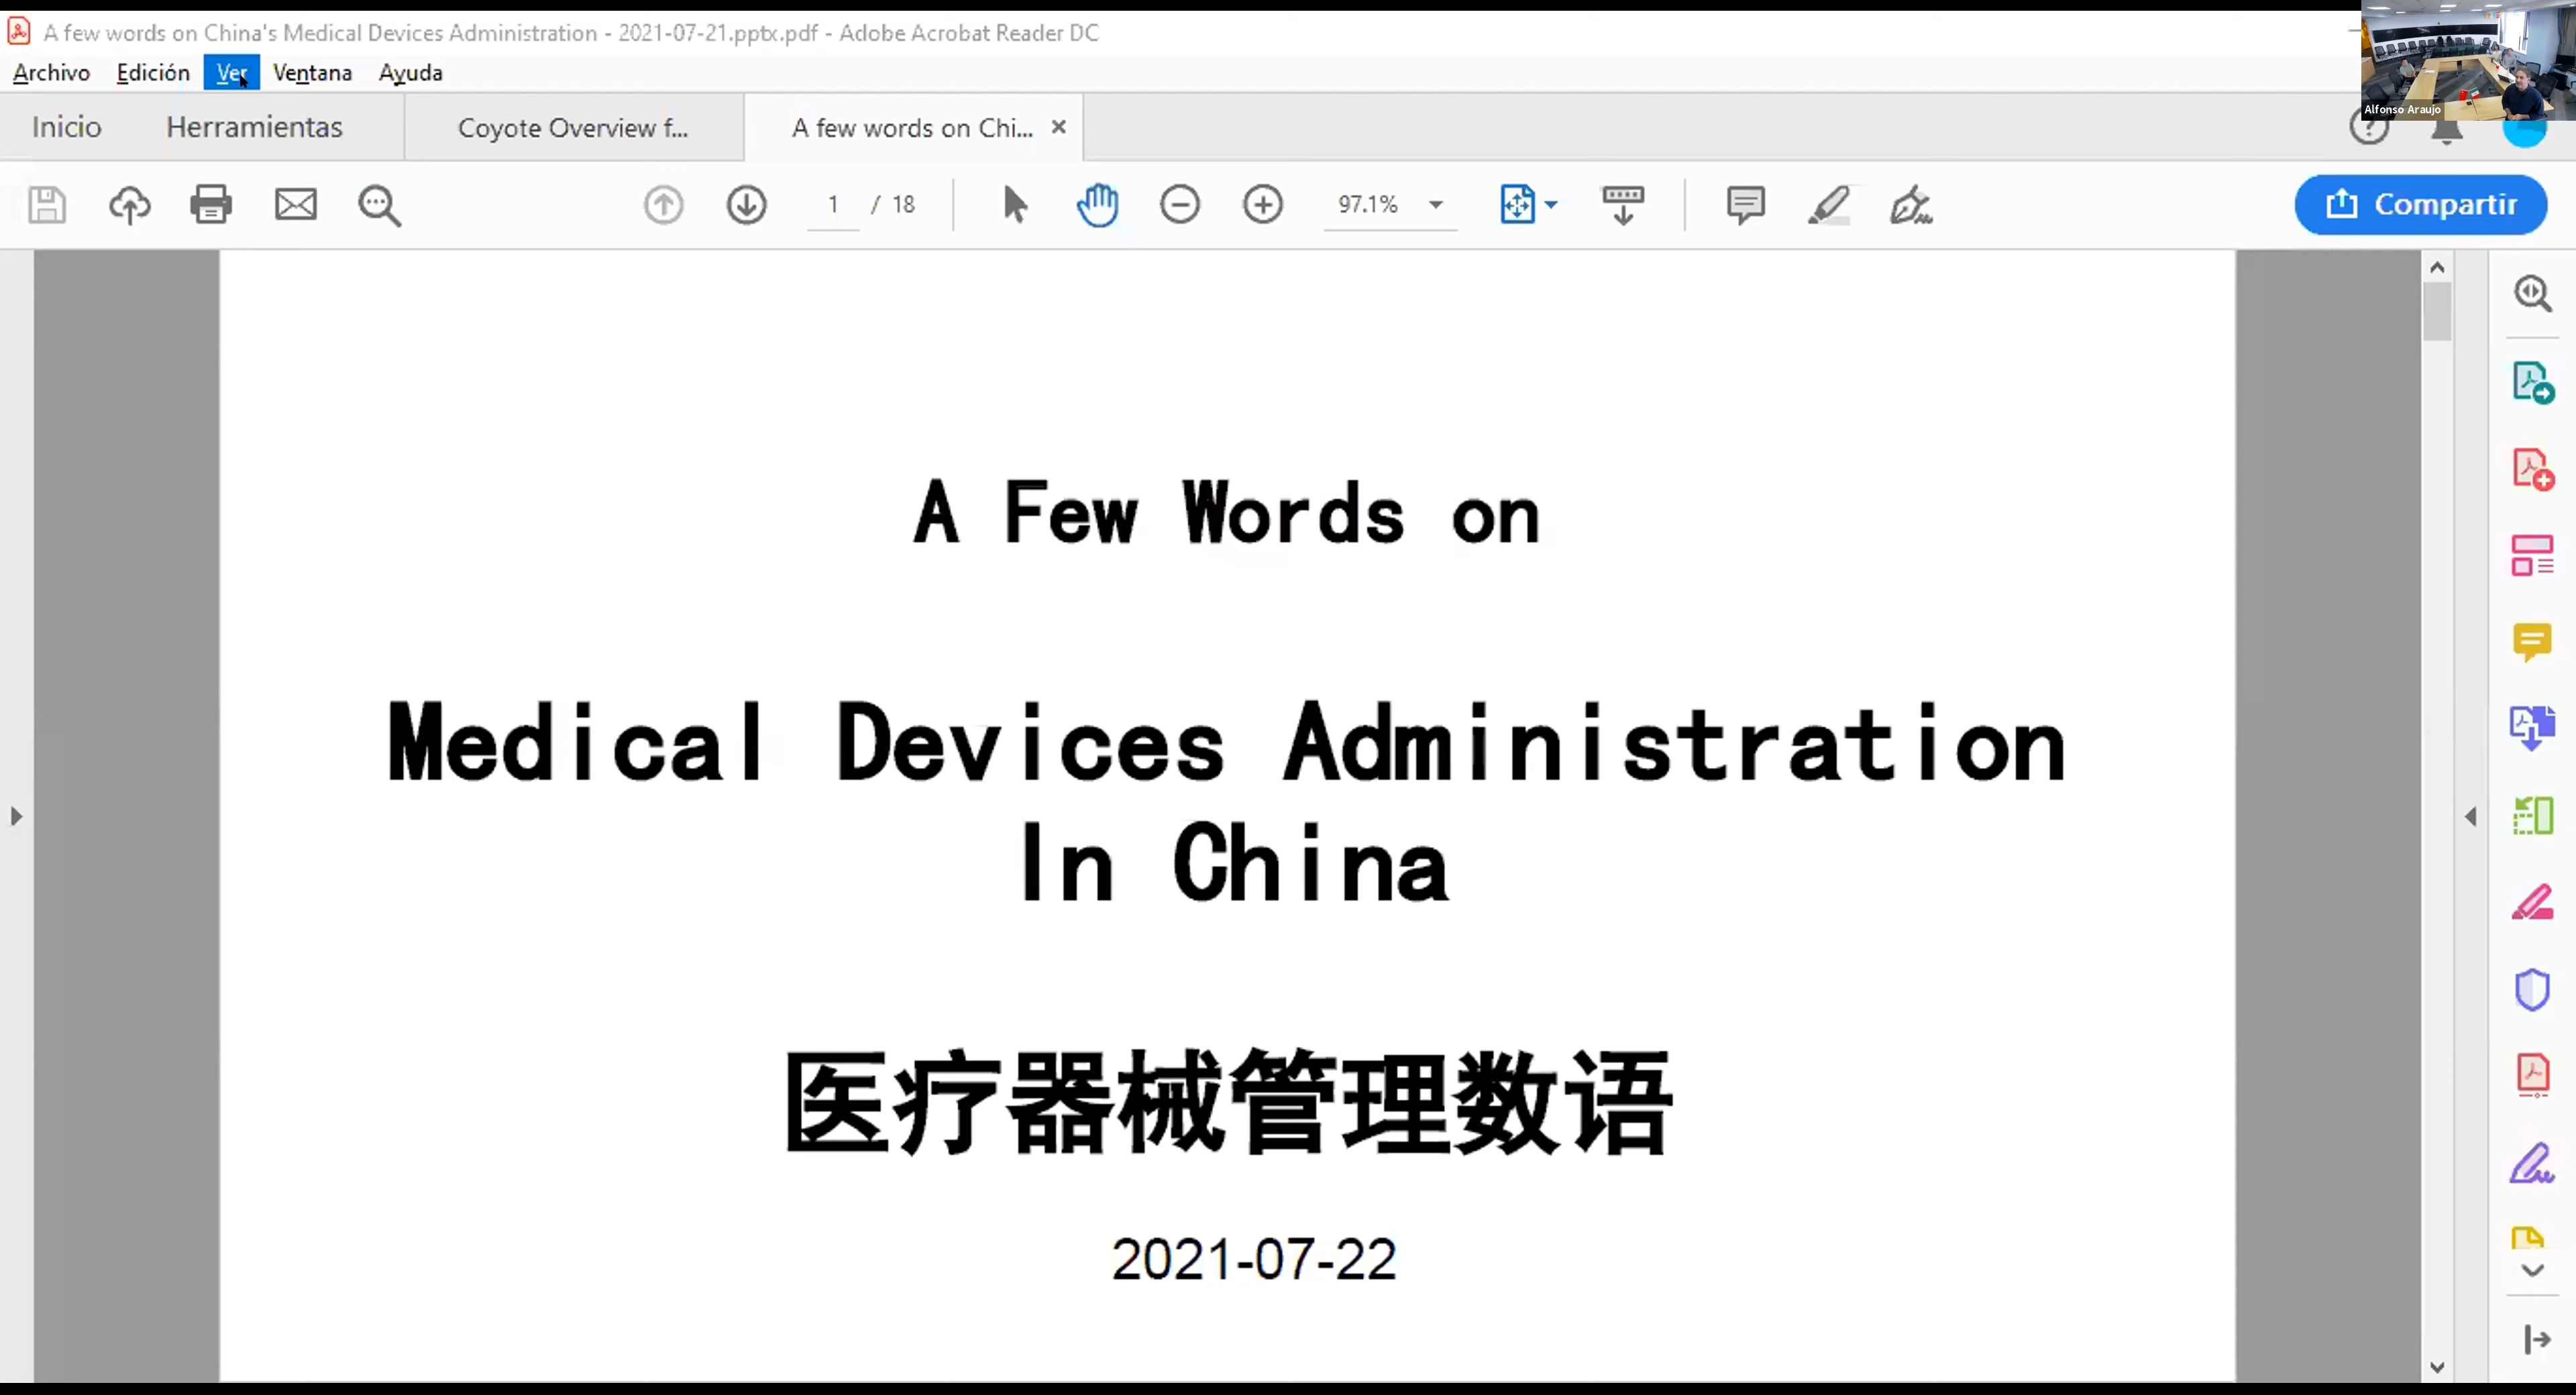 A few words on China's Medical Devices Administration - 2021-07-21.pptx.pdf - Adobe Acrobat Reader DC
Archivo Edición Ver Ventana Ayuda
Alfonso Araujo
Inicio Herramientas Coyote Overview f... A few words on Chi... ×
1 / 18 97.1% Compartir
A Few Words on
Medical Devices Administration
In China
医疗器械管理数语
2021-07-22